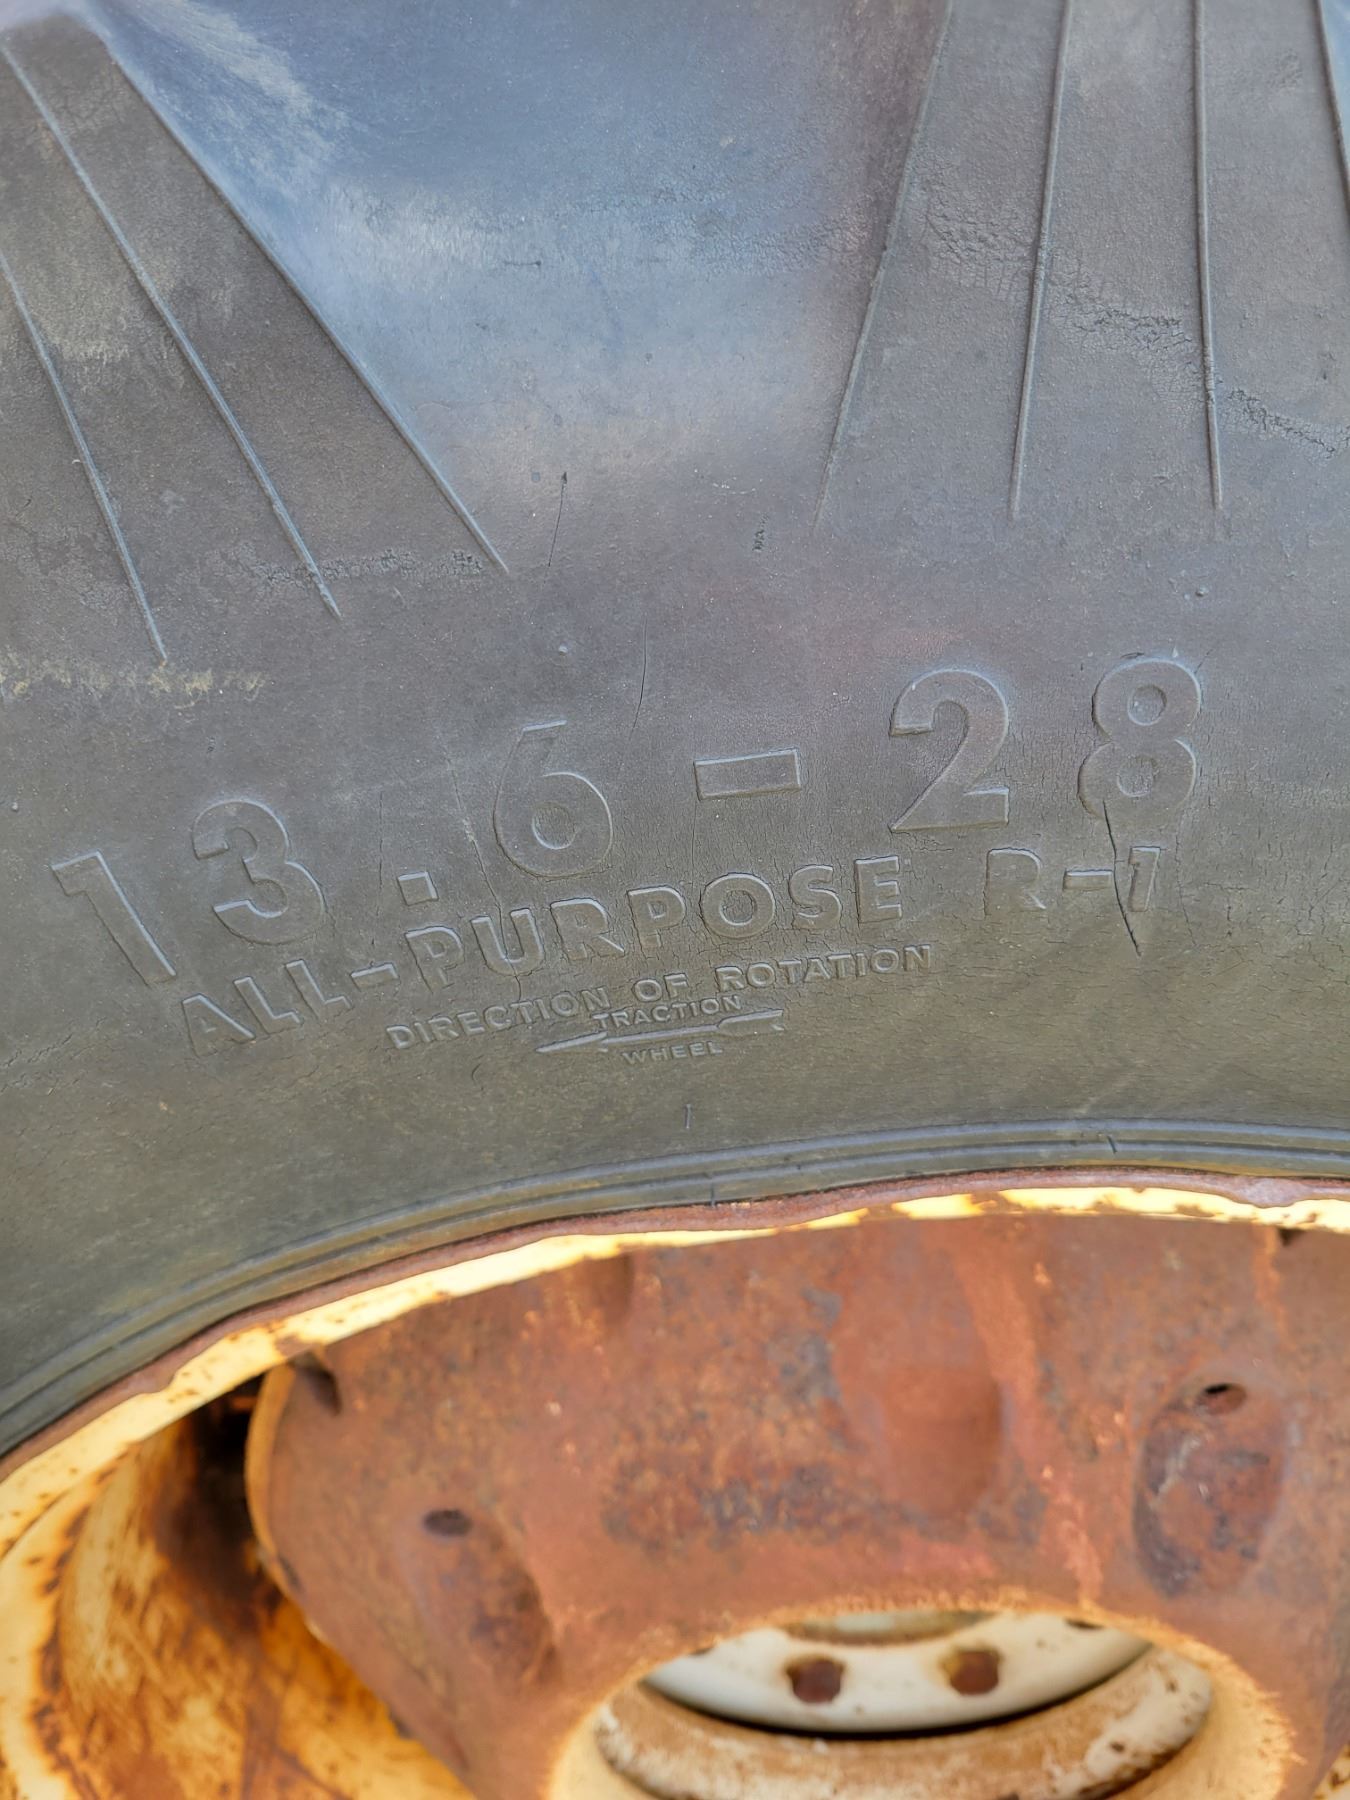 13.6-28
ALL-PURPOSE R-1
DIRECTION OF ROTATION
TRACTION
WHEEL